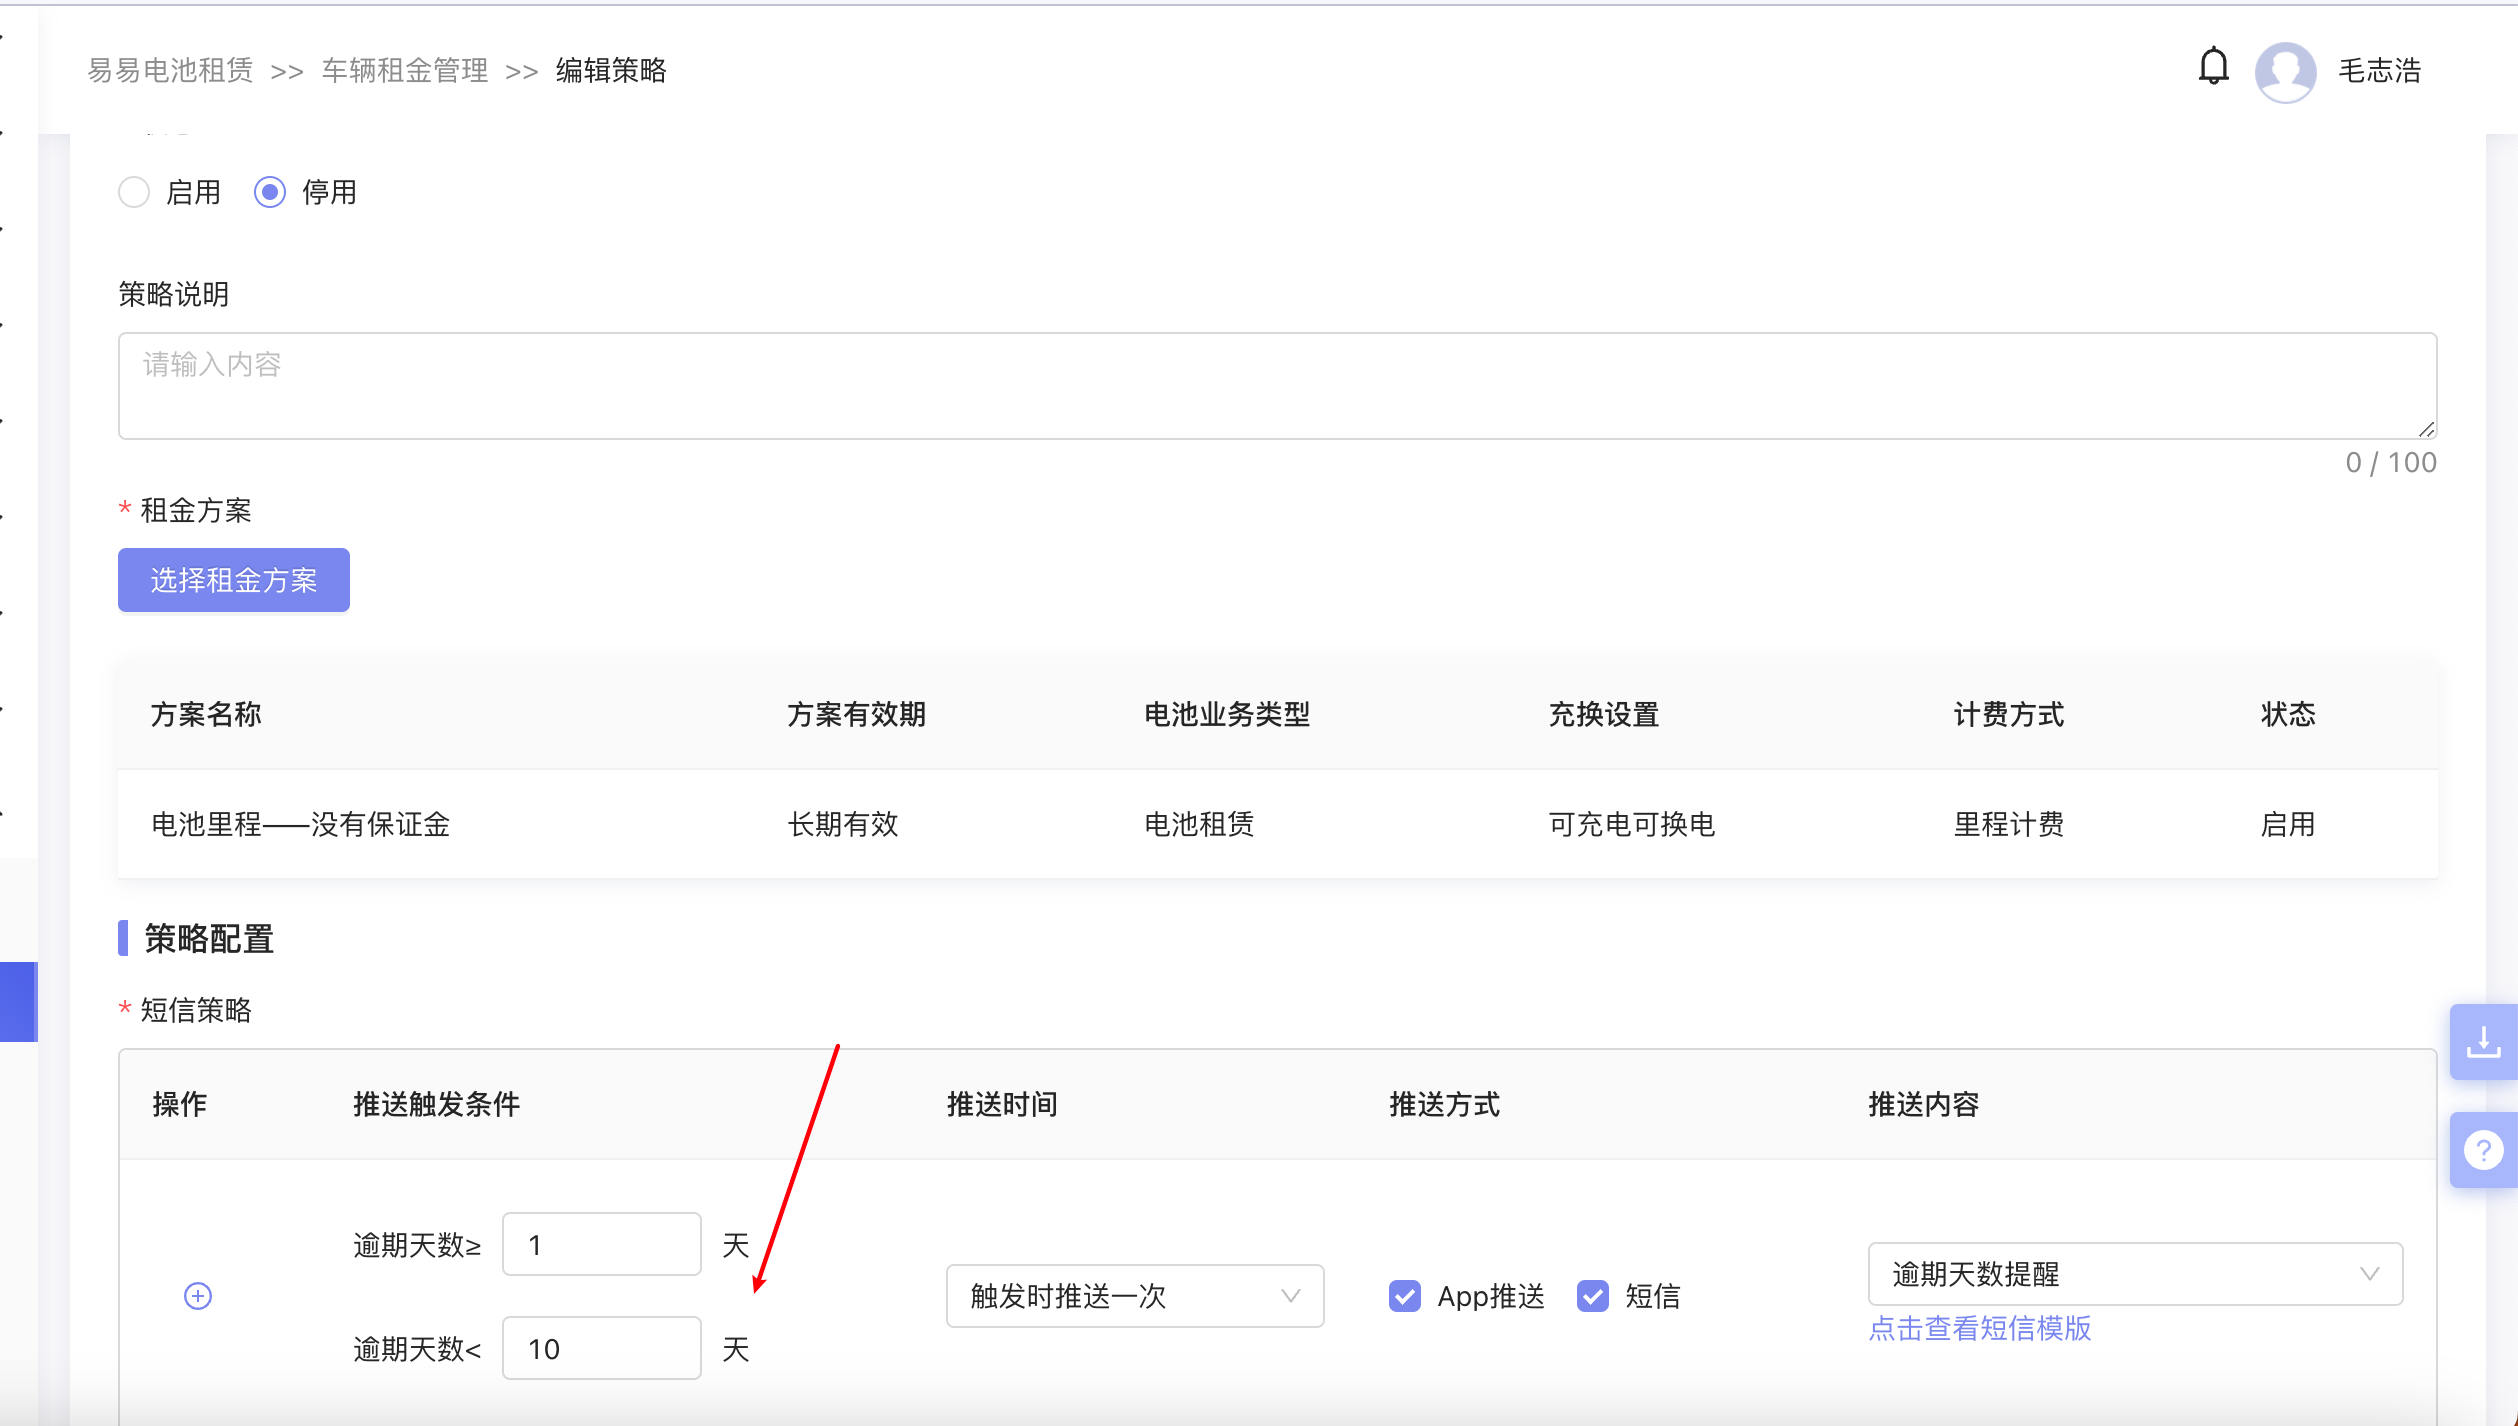 易易电池租赁 >> 车辆租金管理 >> 编辑策略
毛志浩
启用 停用
策略说明
请输入内容
0 / 100
* 租金方案
选择租金方案
方案名称 方案有效期 电池业务类型 充换设置 计费方式 状态
电池里程——没有保证金 长期有效 电池租赁 可充电可换电 里程计费 启用
策略配置
* 短信策略
操作 推送触发条件 推送时间 推送方式 推送内容
逾期天数≥ 1 天
触发时推送一次 App推送 短信 逾期天数提醒
点击查看短信模版
逾期天数< 10 天